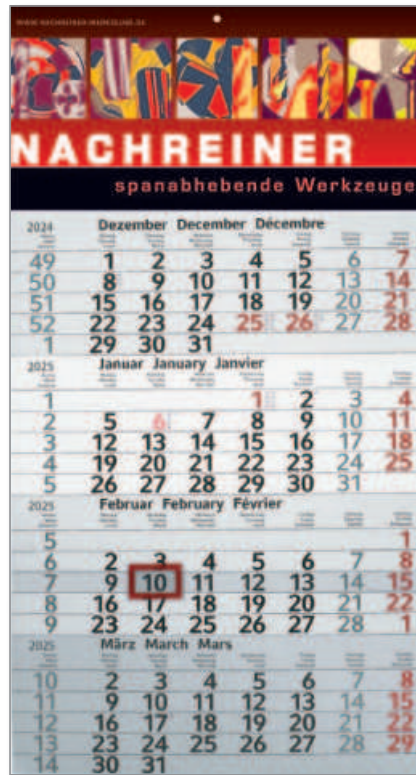 WWW.NACHREINER-WERKZEUGE.DE
NACHREINER
spanabhebende Werkzeuge
2024 Dezember December Décembre
49 1 2 3 4 5 6 7
50 8 9 10 11 12 13 14
51 15 16 17 18 19 20 21
52 22 23 24 25 26 27 28
1 29 30 31
2025 Januar January Janvier
1 1 2 3 4
2 5 6 7 8 9 10 11
3 12 13 14 15 16 17 18
4 19 20 21 22 23 24 25
5 26 27 28 29 30 31
2025 Februar February Février
5 1
6 2 3 4 5 6 7 8
7 9 10 11 12 13 14 15
8 16 17 18 19 20 21 22
9 23 24 25 26 27 28 1
2025 März March Mars
10 2 3 4 5 6 7 8
11 9 10 11 12 13 14 15
12 16 17 18 19 20 21 22
13 23 24 25 26 27 28 29
14 30 31